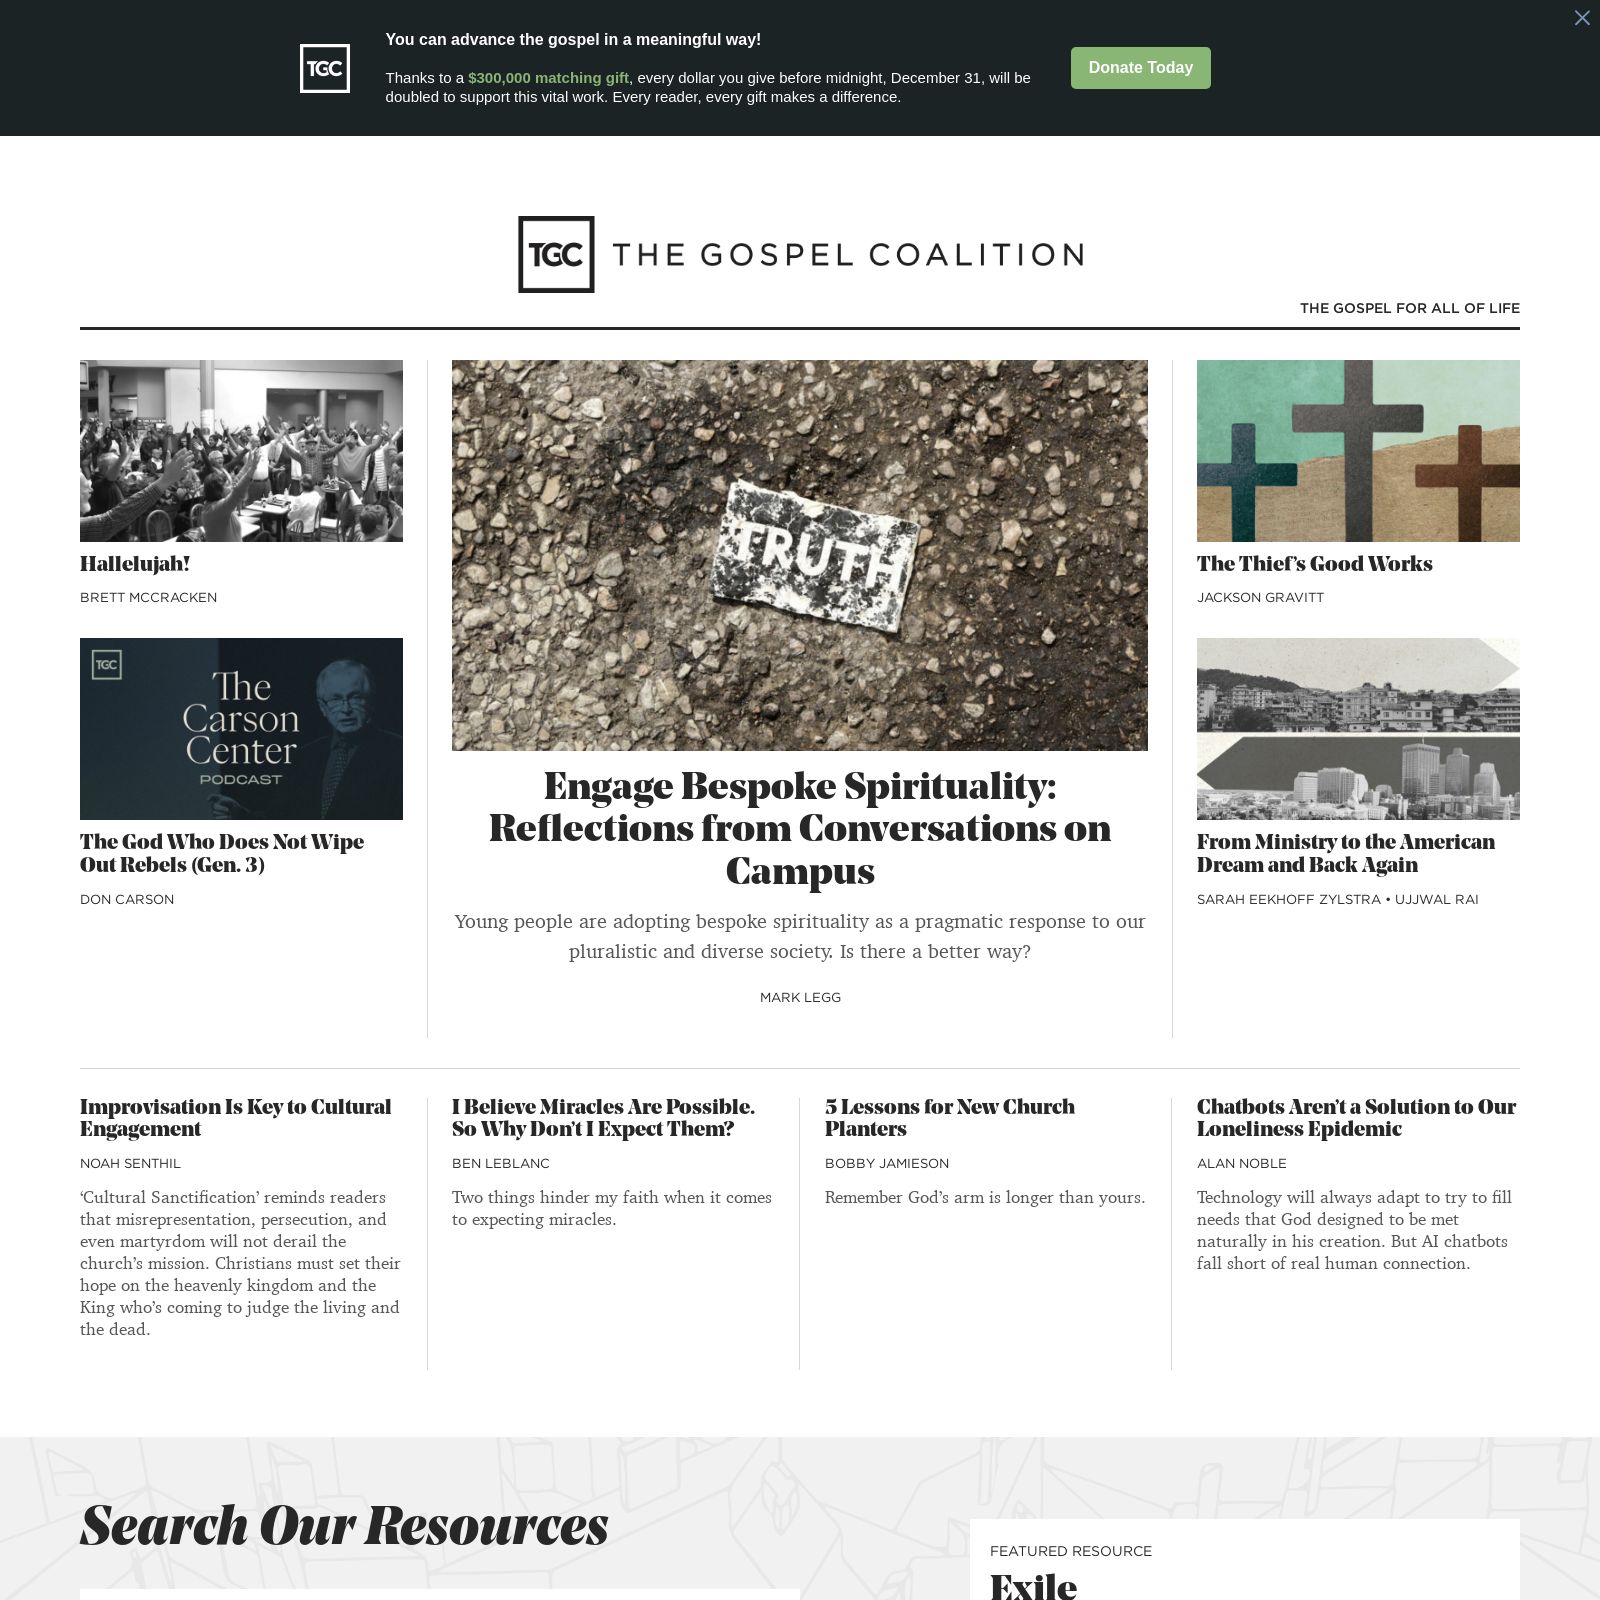 TGC
You can advance the gospel in a meaningful way!
Thanks to a $300,000 matching gift, every dollar you give before midnight, December 31, will be
doubled to support this vital work. Every reader, every gift makes a difference.
Donate Today
TGC THE GOSPEL COALITION
THE GOSPEL FOR ALL OF LIFE
Hallelujah!
BRETT MCCRACKEN
TGC
The
Carson
Center
PODCAST
The God Who Does Not Wipe
Out Rebels (Gen. 3)
DON CARSON
TRUTH
Engage Bespoke Spirituality:
Reflections from Conversations on
Campus
Young people are adopting bespoke spirituality as a pragmatic response to our
pluralistic and diverse society. Is there a better way?
MARK LEGG
The Thief’s Good Works
JACKSON GRAVITT
From Ministry to the American
Dream and Back Again
SARAH EEKHOFF ZYLSTRA • UJJWAL RAI
Improvisation Is Key to Cultural
Engagement
NOAH SENTHIL
‘Cultural Sanctification’ reminds readers
that misrepresentation, persecution, and
even martyrdom will not derail the
church’s mission. Christians must set their
hope on the heavenly kingdom and the
King who’s coming to judge the living and
the dead.
I Believe Miracles Are Possible.
So Why Don’t I Expect Them?
BEN LEBLANC
Two things hinder my faith when it comes
to expecting miracles.
5 Lessons for New Church
Planters
BOBBY JAMIESON
Remember God’s arm is longer than yours.
Chatbots Aren’t a Solution to Our
Loneliness Epidemic
ALAN NOBLE
Technology will always adapt to try to fill
needs that God designed to be met
naturally in his creation. But AI chatbots
fall short of real human connection.
Search Our Resources
FEATURED RESOURCE
Exile